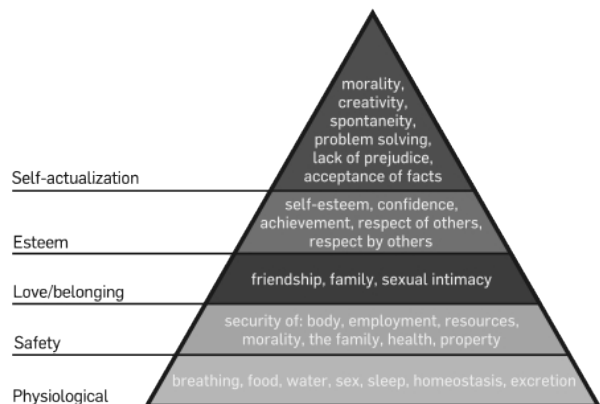 morality,
creativity,
spontaneity,
problem solving,
lack of prejudice,
acceptance of facts
Self-actualization
self-esteem, confidence,
achievement, respect of others,
respect by others
Esteem
friendship, family, sexual intimacy
Love/belonging
security of: body, employment, resources,
morality, the family, health, property
Safety
breathing, food, water, sex, sleep, homeostasis, excretion
Physiological